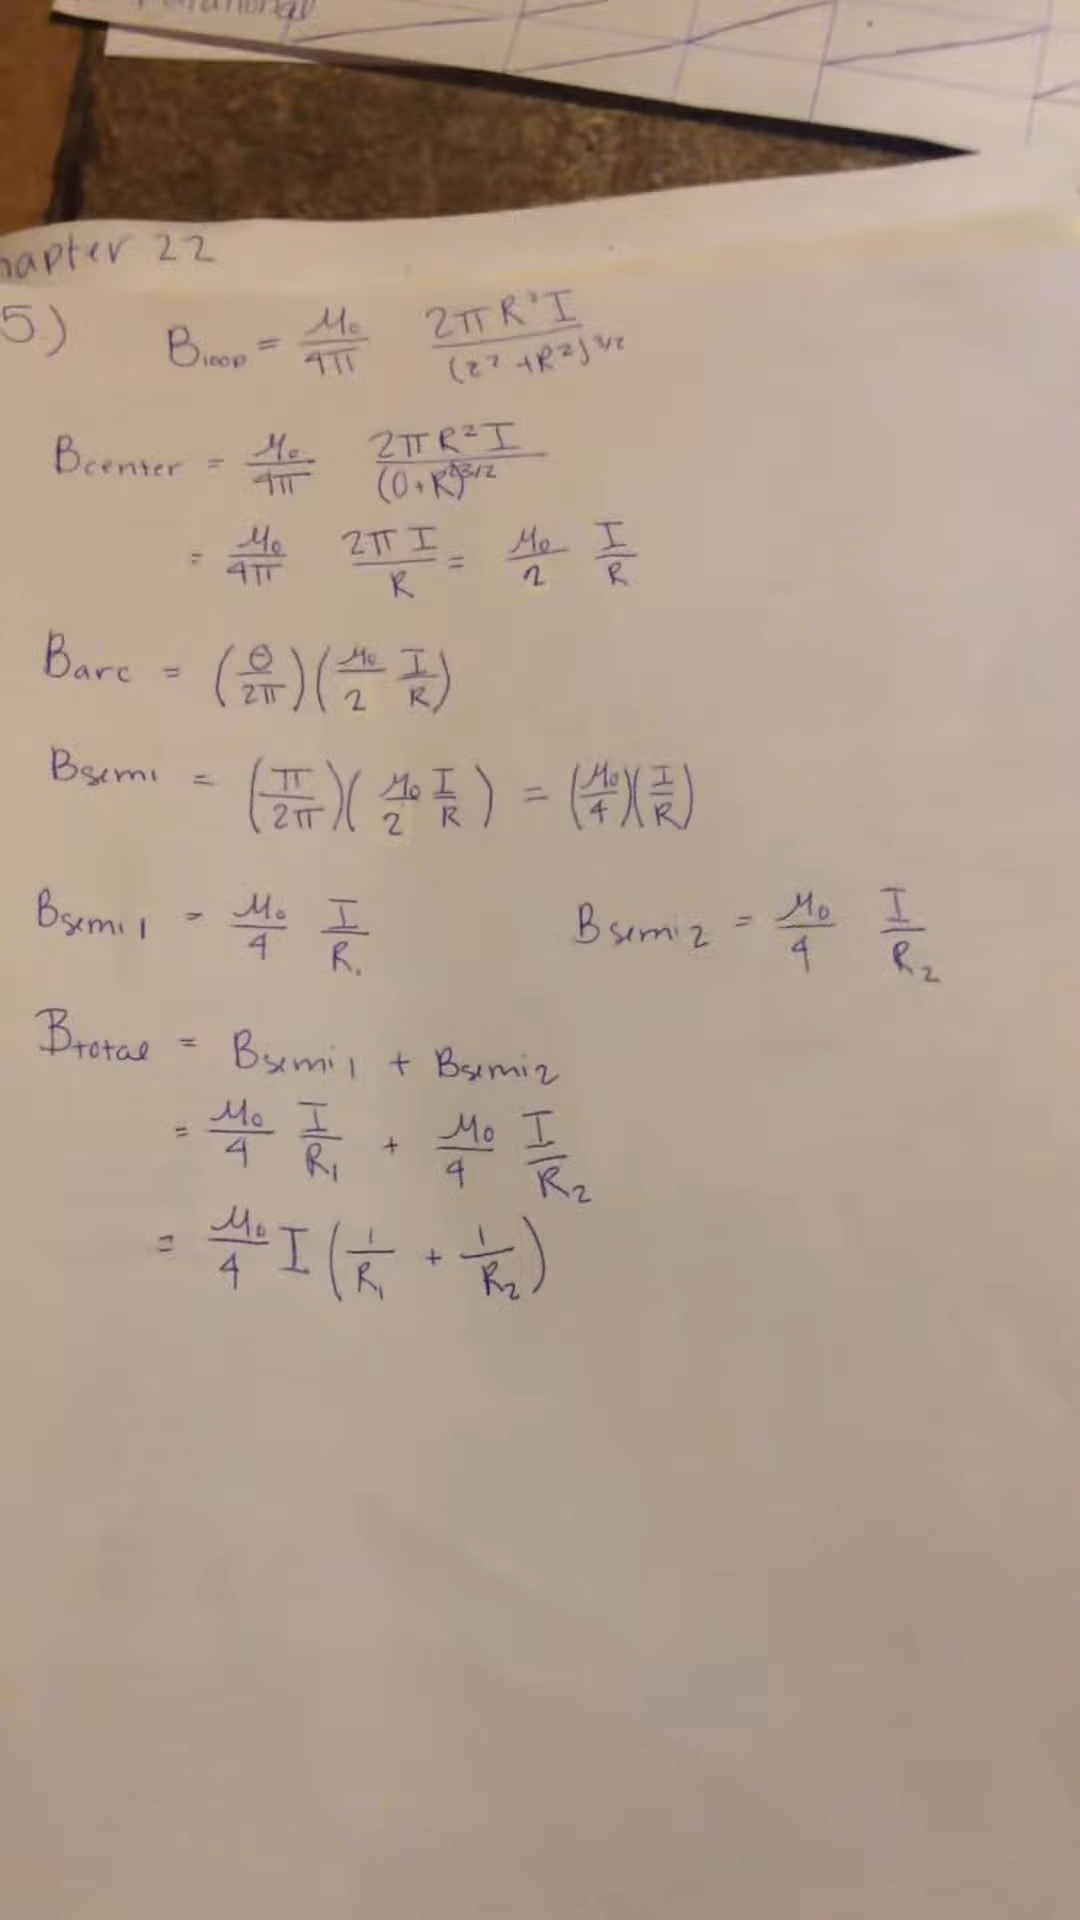 hapter 22
5.) B_loop = μ₀/4π 2πR²I/(z² + R²)^3/2
B_center = μ₀/4π 2πR²I/(0+R²)^3/2
= μ₀/4π 2πI/R = μ₀/2 I/R
B_arc = (θ/2π)(μ₀/2 I/R)
B_semi = (π/2π)(μ₀/2 I/R) = (μ₀/4)(I/R)
B_semi 1 = μ₀/4 I/R₁ B_semi 2 = μ₀/4 I/R₂
B_total = B_semi 1 + B_semi 2
= μ₀/4 I/R₁ + μ₀/4 I/R₂
= μ₀/4 I (1/R₁ + 1/R₂)